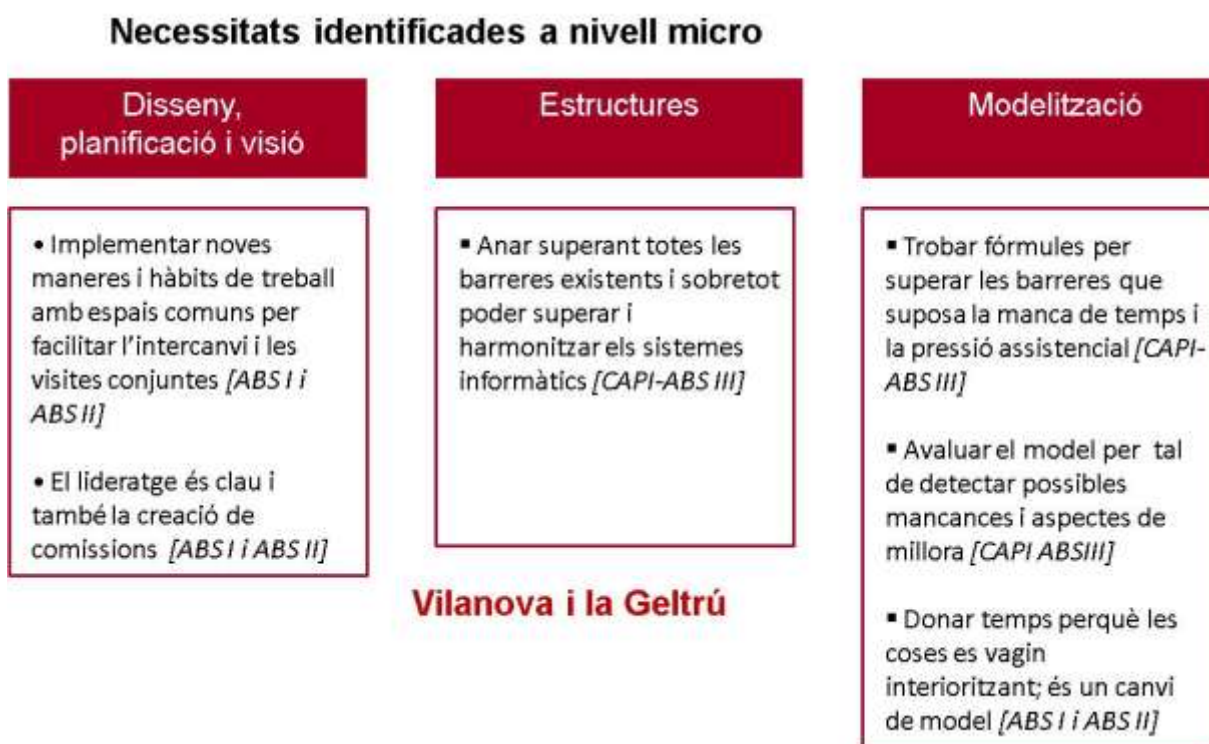 Necessitats identificades a nivell micro
Disseny,
planificació i visió
• Implementar noves
maneres i hàbits de treball
amb espais comuns per
facilitar l'intercanvi i les
visites conjuntes [ABS I i
ABS II]
• El lideratge és clau i
també la creació de
comissions [ABS I i ABS II]
Estructures
▪ Anar superant totes les
barreres existents i sobretot
poder superar i
harmonitzar els sistemes
informàtics [CAPI-ABS III]
Modelització
▪ Trobar fórmules per
superar les barreres que
suposa la manca de temps i
la pressió assistencial [CAPI-
ABS III]
▪ Avaluar el model per tal
de detectar possibles
mancances i aspectes de
millora [CAPI ABSIII]
▪ Donar temps perquè les
coses es vagin
interioritzant; és un canvi
de model [ABS I i ABS II]
Vilanova i la Geltrú